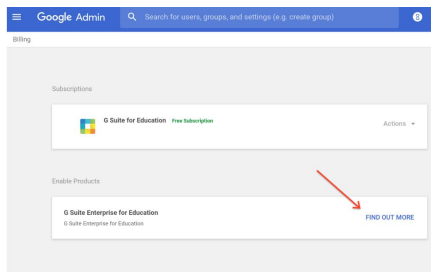 Google Admin
Search for users, groups, and settings (e.g. create group)
Billing
Subscriptions
G Suite for Education Free Subscription
Actions
Enable Products
G Suite Enterprise for Education
G Suite Enterprise for Education
FIND OUT MORE